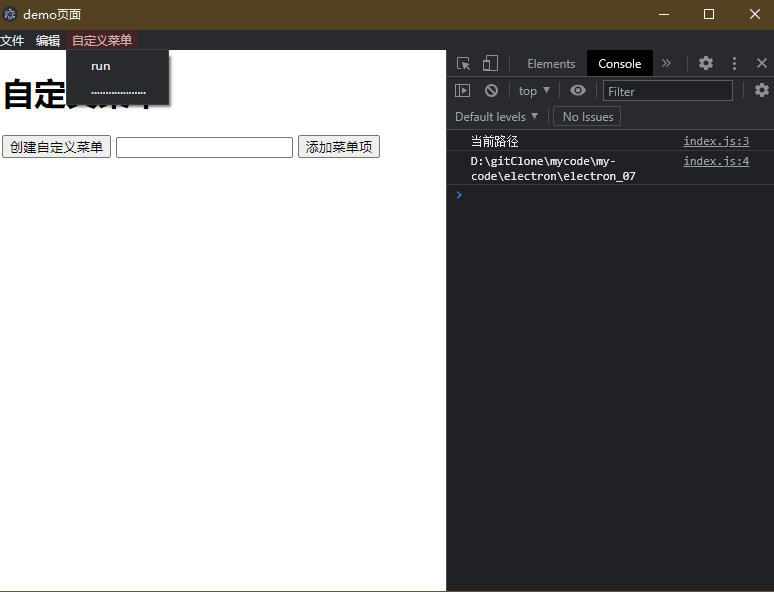 demo页面
文件 编辑 自定义菜单
run
...................
自定
创建自定义菜单 添加菜单项
Elements Console »
top ▼ Filter
Default levels ▼ No Issues
当前路径 index.js:3
D:\gitClone\mycode\my- index.js:4
code\electron\electron_07
>